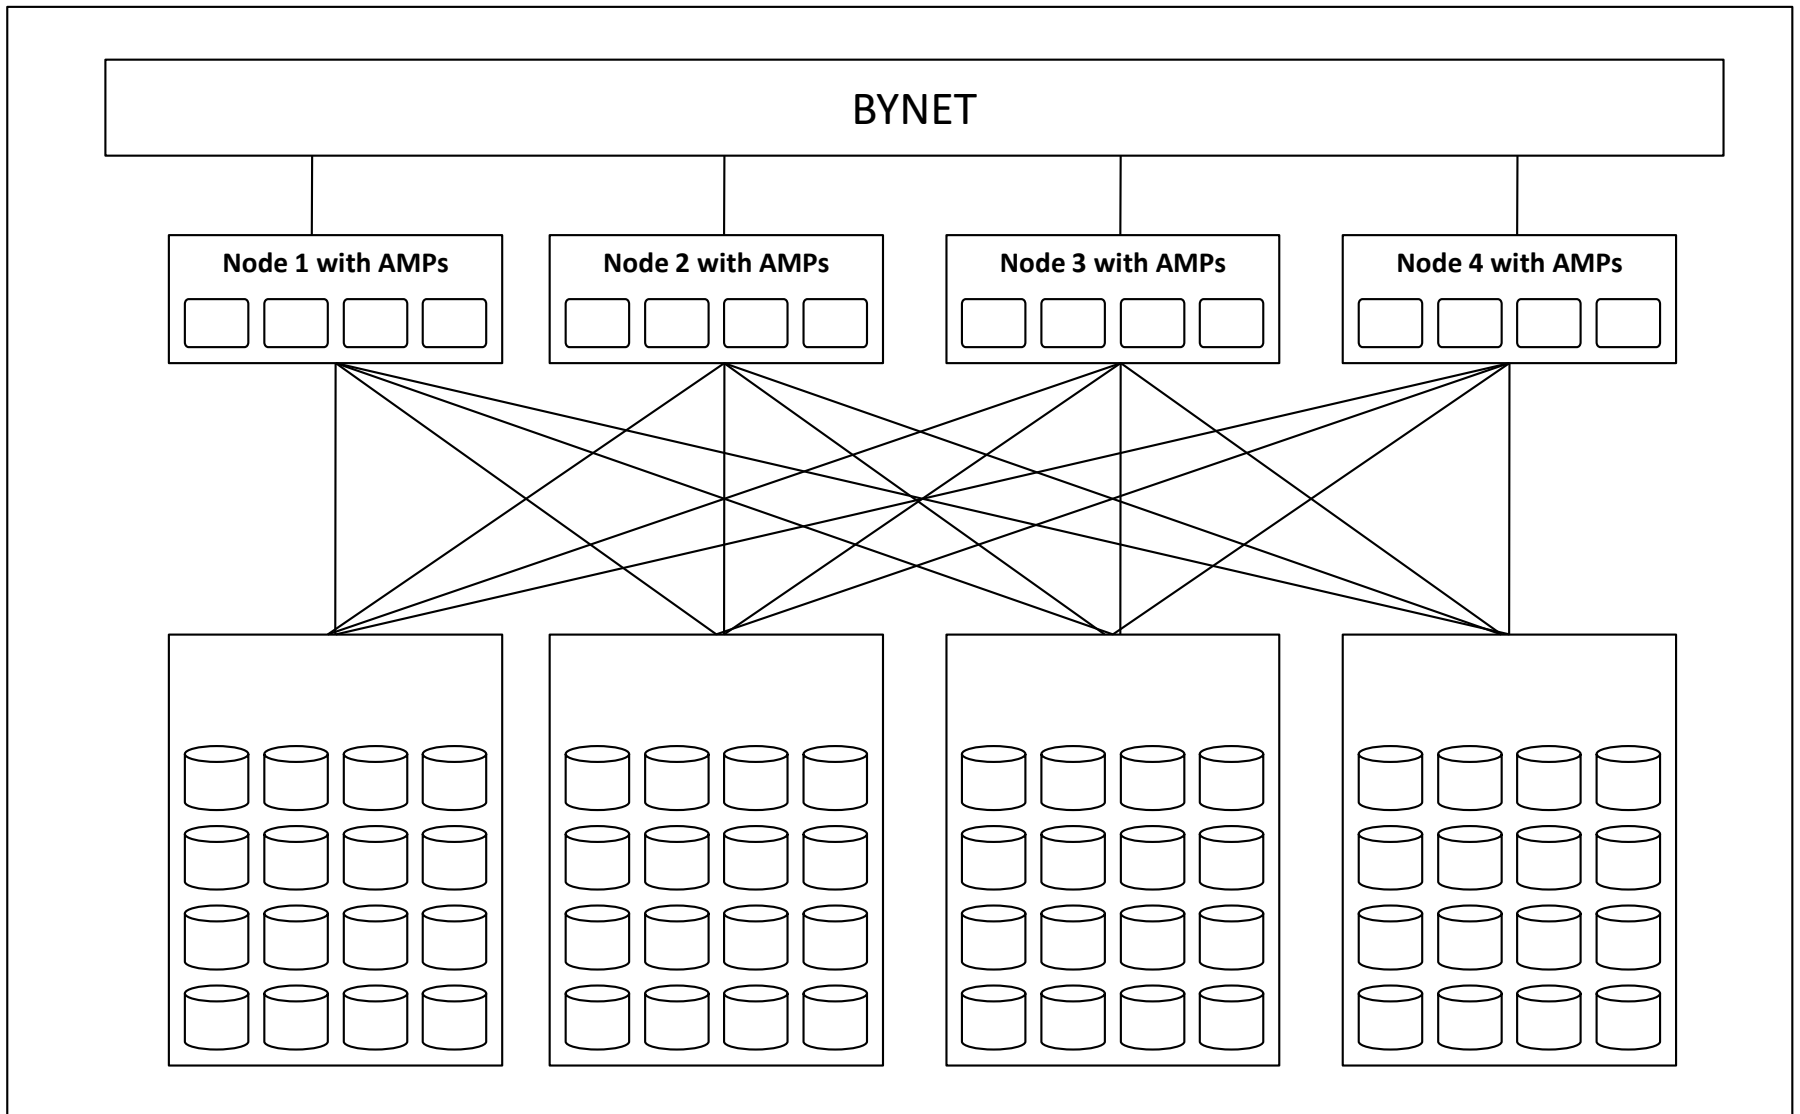 BYNET
Node 1 with AMPs
Node 2 with AMPs
Node 3 with AMPs
Node 4 with AMPs